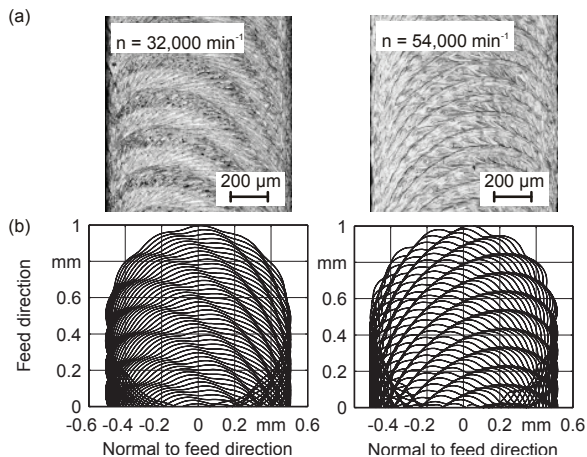 (a)
n = 32,000 min⁻¹
n = 54,000 min⁻¹
200 µm
200 µm
(b)
Feed direction
1
mm
0.6
0.4
0.2
0
-0.6 -0.4 -0.2 0 0.2 mm 0.6
Normal to feed direction
1
mm
0.6
0.4
0.2
0
-0.6 -0.4 -0.2 0 0.2 mm 0.6
Normal to feed direction